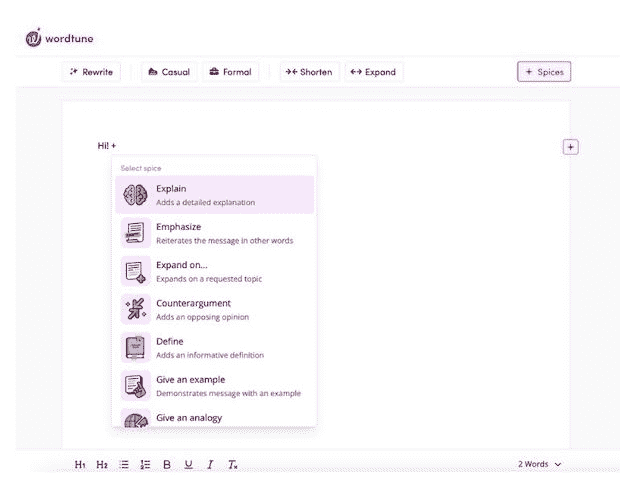 wordtune
Rewrite Casual Formal Shorten Expand + Spices
Hi! +
+
Select spice
Explain
Adds a detailed explanation
Emphasize
Reiterates the message in other words
Expand on...
Expands on a requested topic
Counterargument
Adds an opposing opinion
Define
Adds an informative definition
Give an example
Demonstrates message with an example
Give an analogy
H1 H2 B U I Tx 2 Words